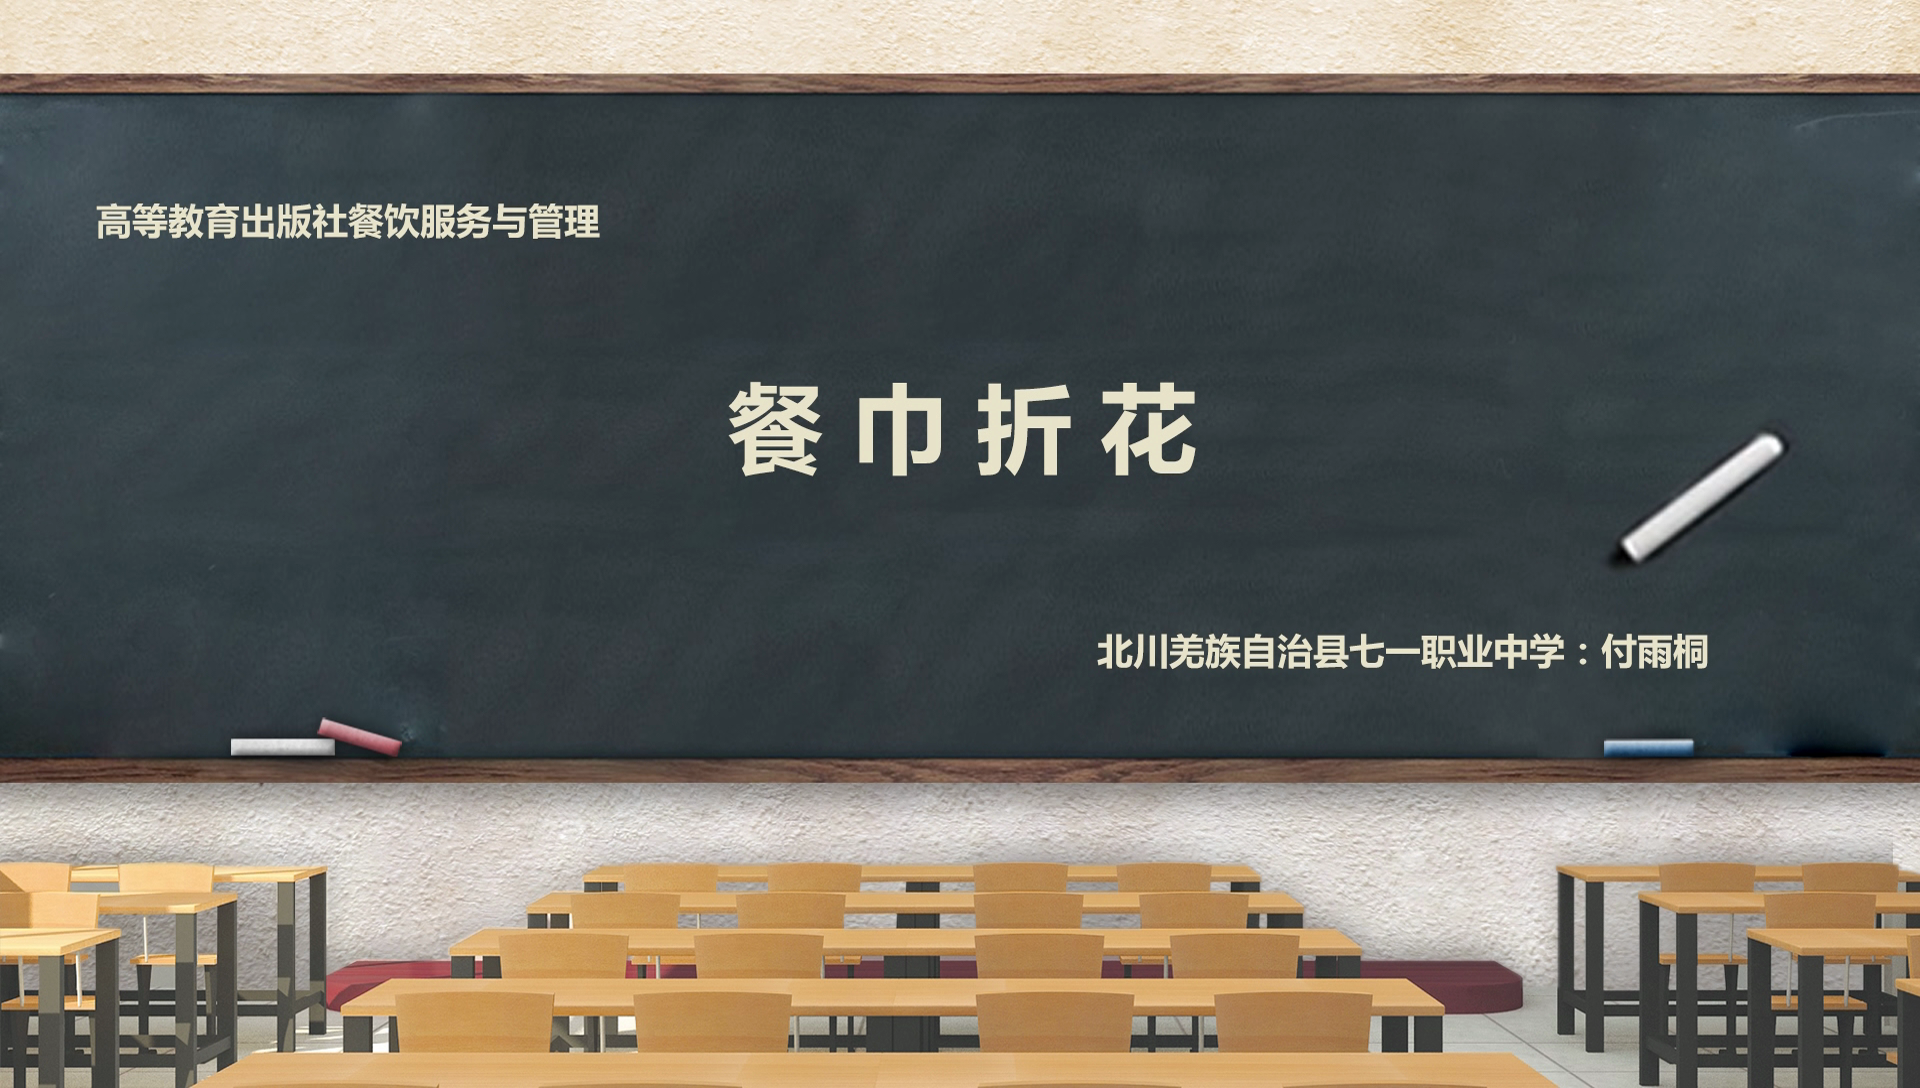 高等教育出版社餐饮服务与管理
餐巾折花
北川羌族自治县七一职业中学：付雨桐